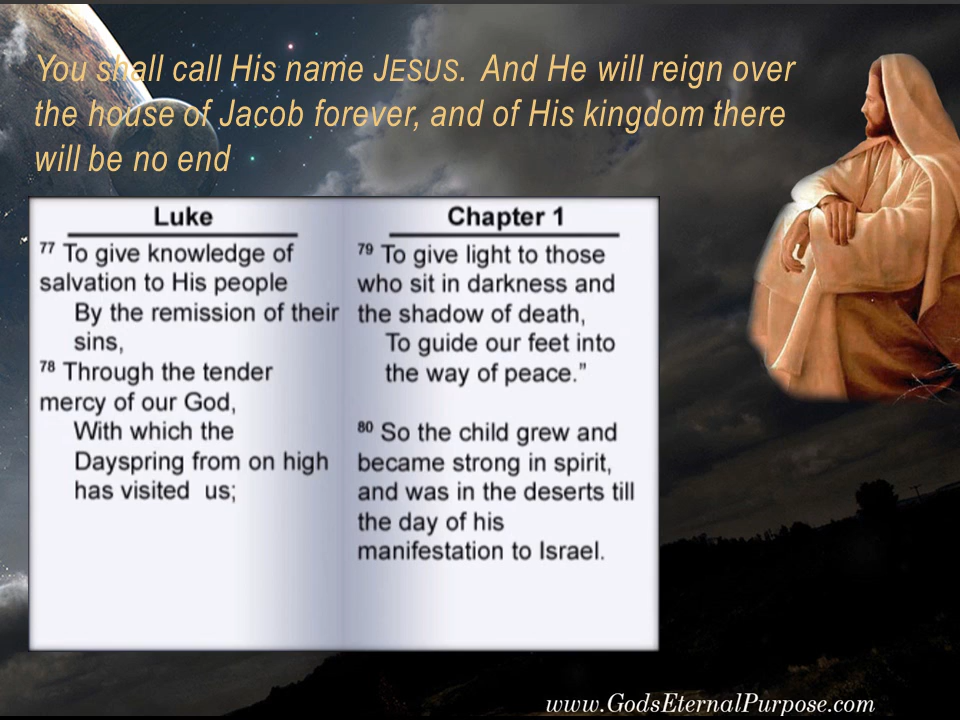 You shall call His name JESUS.  And He will reign over
the house of Jacob forever, and of His kingdom there
will be no end
Luke
77 To give knowledge of
salvation to His people
By the remission of their
sins,
78 Through the tender
mercy of our God,
With which the
Dayspring from on high
has visited  us;
Chapter 1
79 To give light to those
who sit in darkness and
the shadow of death,
To guide our feet into
the way of peace.”
80 So the child grew and
became strong in spirit,
and was in the deserts till
the day of his
manifestation to Israel.
www.GodsEternalPurpose.com